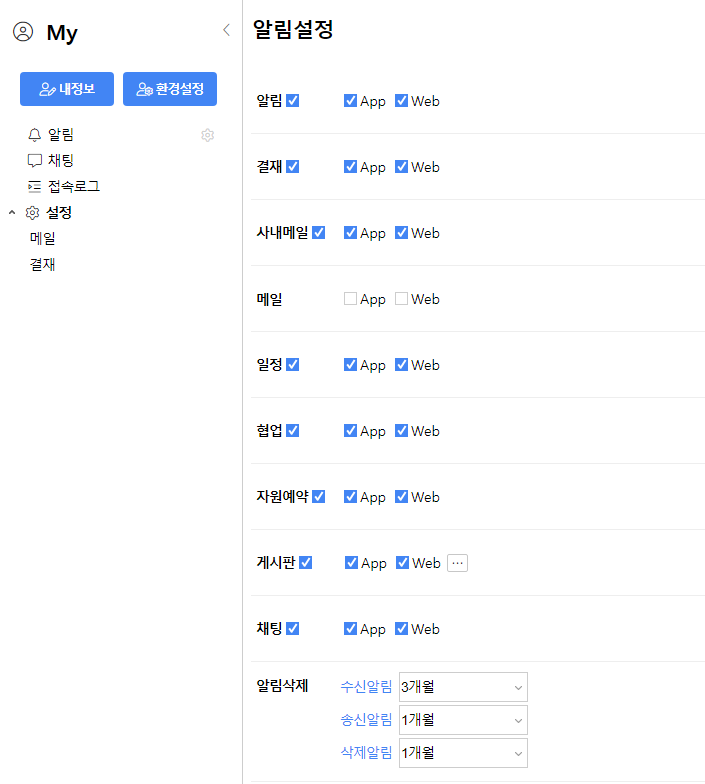 My
내정보 환경설정
알림
채팅
접속로그
설정
메일
결재
알림설정
알림 App Web
결재 App Web
사내메일 App Web
메일 App Web
일정 App Web
협업 App Web
자원예약 App Web
게시판 App Web ...
채팅 App Web
알림삭제 수신알림 3개월
송신알림 1개월
삭제알림 1개월